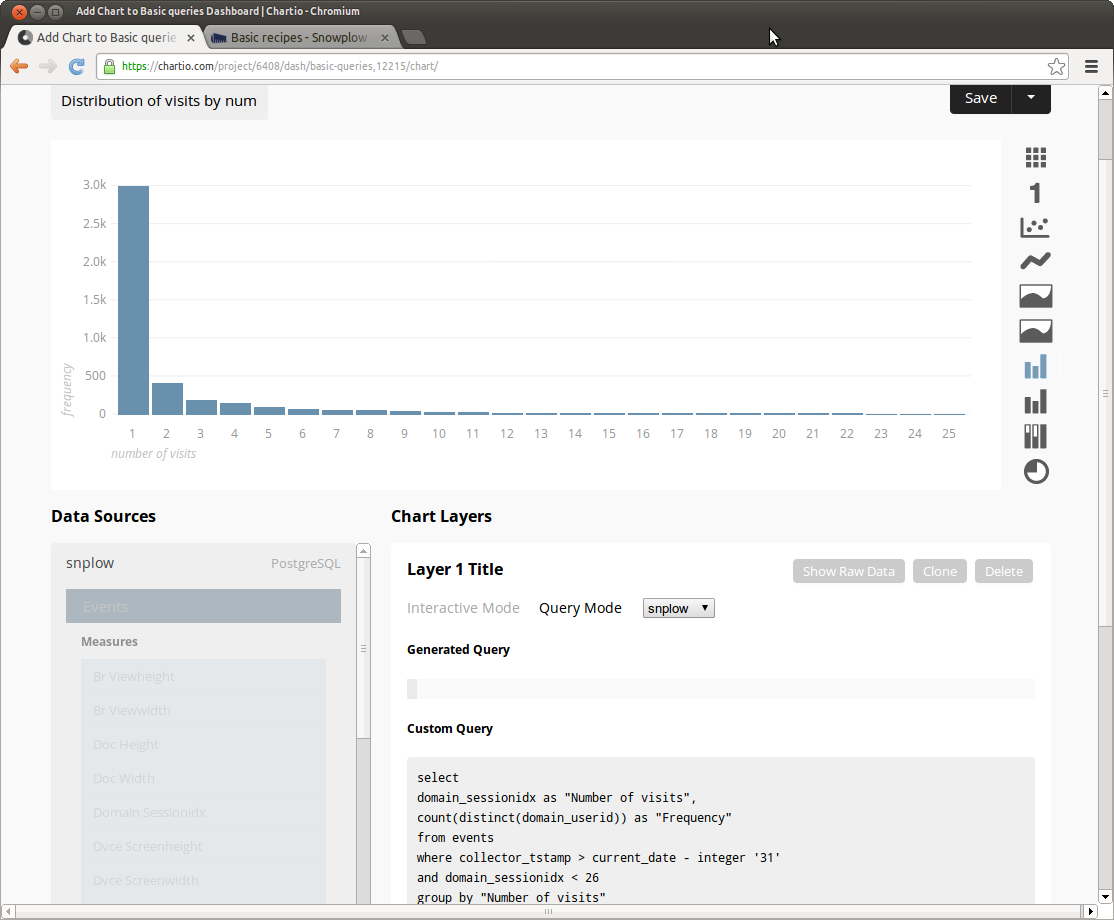 Add Chart to Basic queries Dashboard | Chartio - Chromium
Add Chart to Basic querie
Basic recipes - Snowplow
https://chartio.com/project/6408/dash/basic-queries,12215/chart/
Distribution of visits by num
Save
3.0k
2.5k
2.0k
1.5k
1.0k
500
0
frequency
1 2 3 4 5 6 7 8 9 10 11 12 13 14 15 16 17 18 19 20 21 22 23 24 25
number of visits
1
Data Sources
snplow PostgreSQL
Events
Measures
Br Viewheight
Br Viewwidth
Doc Height
Doc Width
Domain Sessionidx
Dvce Screenheight
Dvce Screenwidth
Chart Layers
Layer 1 Title
Show Raw Data Clone Delete
Interactive Mode Query Mode snplow
Generated Query
Custom Query
select
domain_sessionidx as "Number of visits",
count(distinct(domain_userid)) as "Frequency"
from events
where collector_tstamp > current_date - integer '31'
and domain_sessionidx < 26
group by "Number of visits"